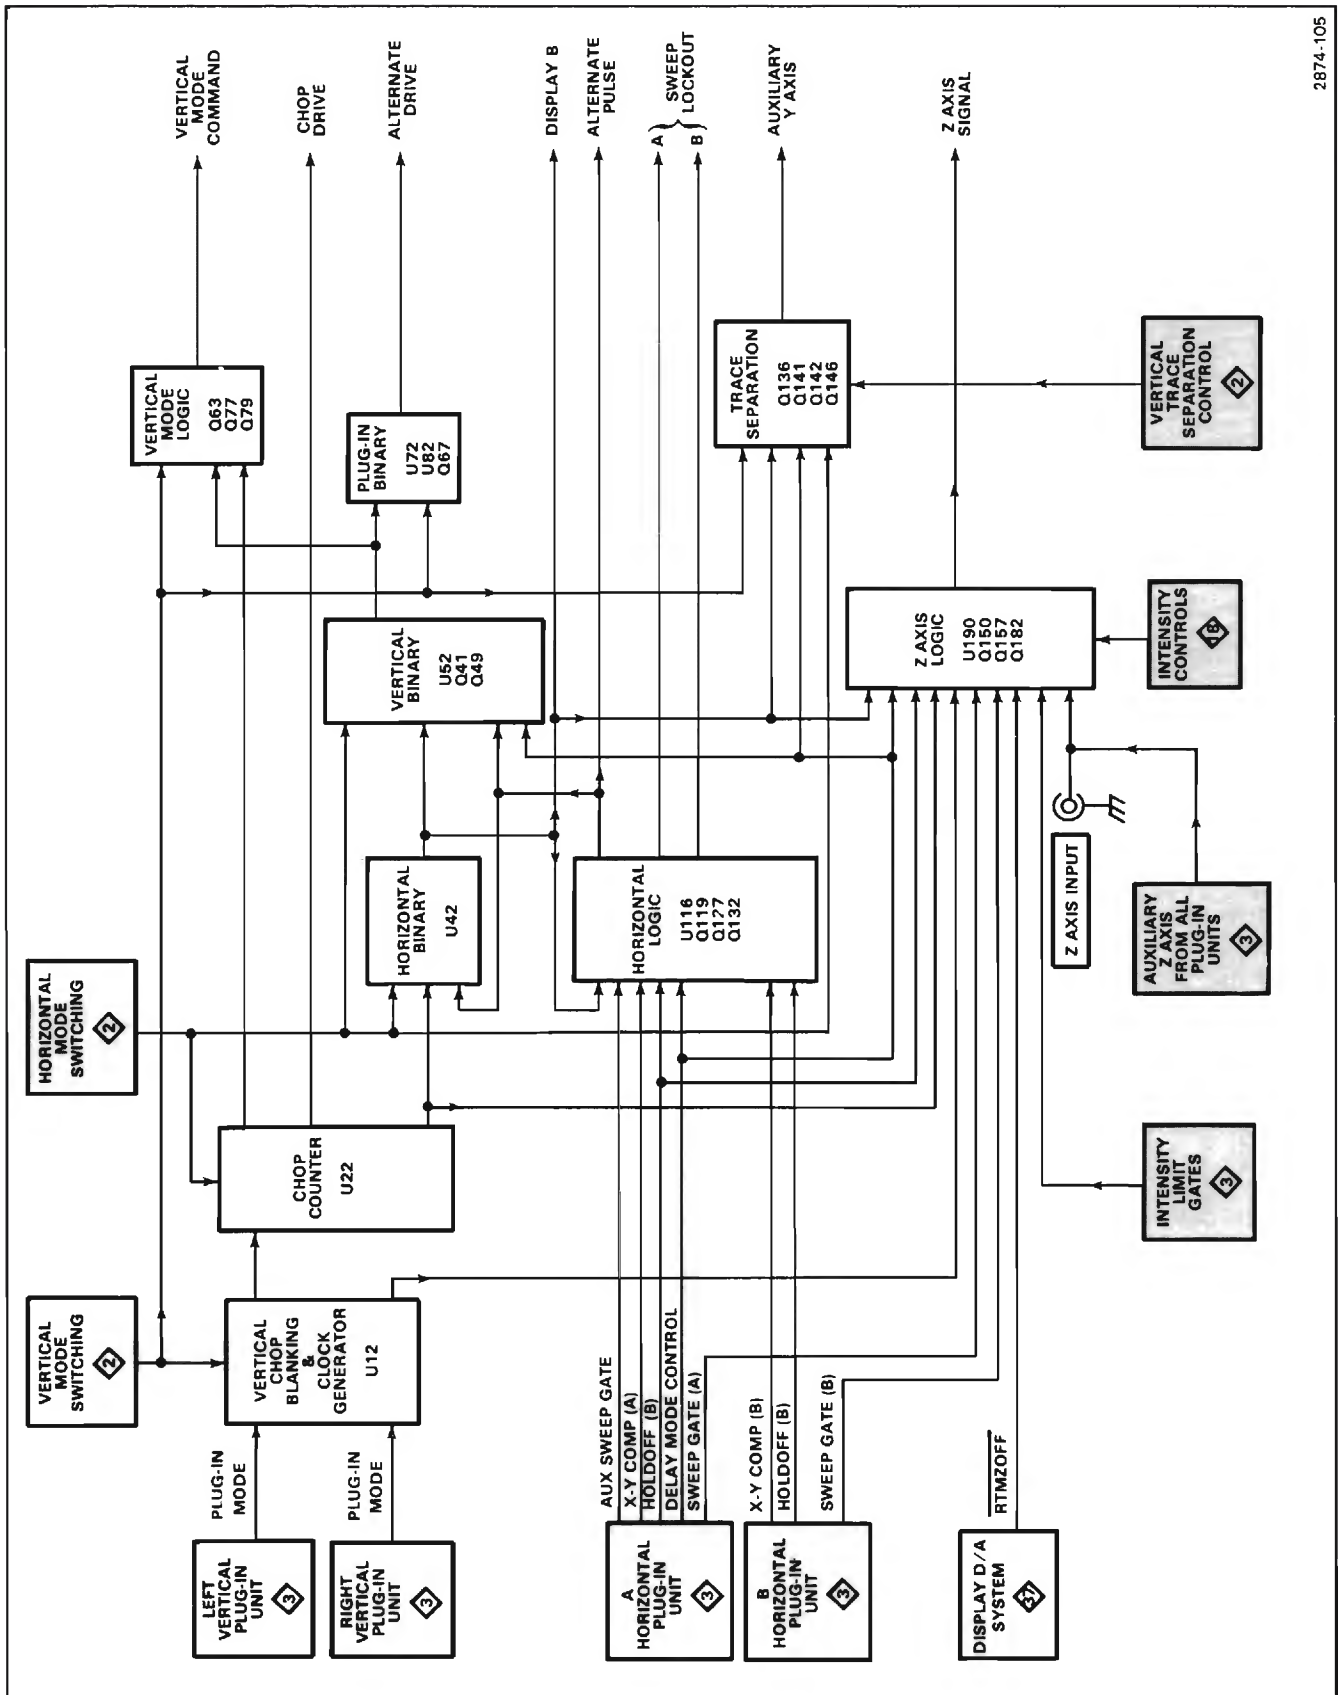 VERTICAL
MODE
SWITCHING
2
HORIZONTAL
MODE
SWITCHING
2
LEFT
VERTICAL
PLUG-IN
UNIT
3
PLUG-IN
MODE
RIGHT
VERTICAL
PLUG-IN
UNIT
3
PLUG-IN
MODE
VERTICAL
CHOP
BLANKING
&
CLOCK
GENERATOR
U12
CHOP
COUNTER
U22
HORIZONTAL
BINARY
U42
VERTICAL
BINARY
U52
Q41
Q49
VERTICAL
MODE
LOGIC
Q63
Q77
Q79
PLUG-IN
BINARY
U72
U82
Q67
VERTICAL
MODE
COMMAND
CHOP
DRIVE
ALTERNATE
DRIVE
DISPLAY B
ALTERNATE
PULSE
A
B
SWEEP
LOCKOUT
AUXILIARY
Y AXIS
Z AXIS
SIGNAL
A
HORIZONTAL
PLUG-IN
UNIT
3
AUX SWEEP GATE
X-Y COMP (A)
HOLDOFF (B)
DELAY MODE CONTROL
SWEEP GATE (A)
B
HORIZONTAL
PLUG-IN
UNIT
3
X-Y COMP (B)
HOLDOFF (B)
SWEEP GATE (B)
DISPLAY D/A
SYSTEM
37
RTMZOFF
HORIZONTAL
LOGIC
U116
Q119
Q127
Q132
TRACE
SEPARATION
Q136
Q141
Q142
Q146
Z AXIS
LOGIC
U190
Q150
Q157
Q182
Z AXIS INPUT
INTENSITY
LIMIT
GATES
3
AUXILIARY
Z AXIS
FROM ALL
PLUG-IN
UNITS
3
INTENSITY
CONTROLS
18
VERTICAL
TRACE
SEPARATION
CONTROL
2
2874-105